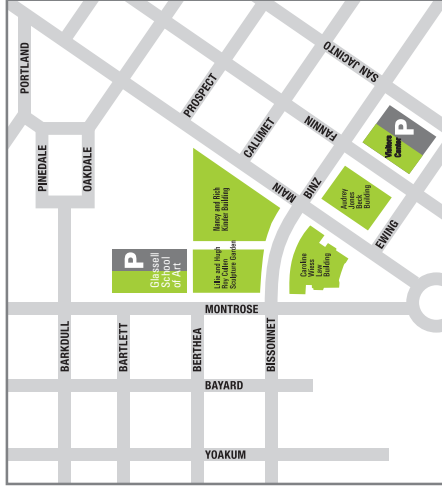 PORTLAND
PINEDALE
OAKDALE
PROSPECT
CALUMET
SAN JACINTO
FANNIN
MAIN
BINZ
EWING
Visitors
Center
P
Nancy and Rich
Kinder Building
Audrey
Jones
Beck
Building
P
Glassell
School
of Art
Lillie and Hugh
Roy Cullen
Sculpture Garden
Caroline
Wiess
Law
Building
MONTROSE
BARKDULL
BARTLETT
BERTHEA
BISSONNET
BAYARD
YOAKUM